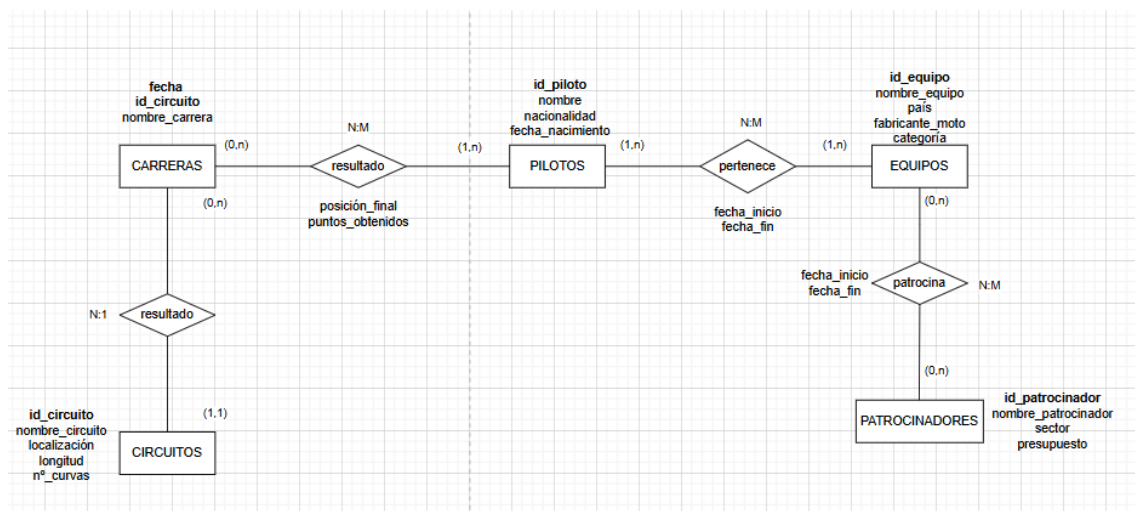 fecha
id_circuito
nombre_carrera
CARRERAS
(0,n)
N:M
resultado
posición_final
puntos_obtenidos
(1,n)
id_piloto
nombre
nacionalidad
fecha_nacimiento
PILOTOS
(1,n)
N:M
pertenece
fecha_inicio
fecha_fin
(1,n)
id_equipo
nombre_equipo
país
fabricante_moto
categoría
EQUIPOS
(0,n)
(0,n)
fecha_inicio
fecha_fin
patrocina
N:M
N:1
resultado
(0,n)
id_patrocinador
nombre_patrocinador
sector
presupuesto
PATROCINADORES
(1,1)
id_circuito
nombre_circuito
localización
longitud
nº_curvas
CIRCUITOS